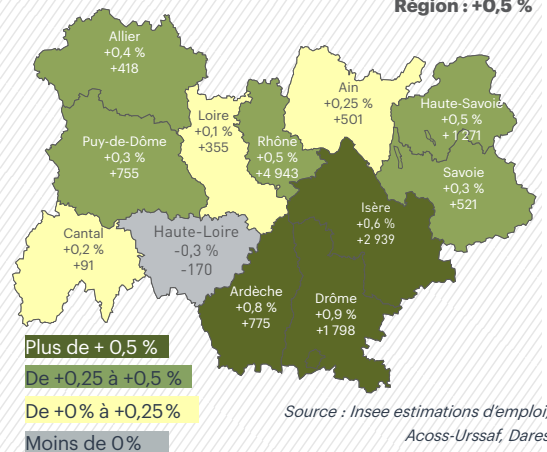 Région : +0,5 %
Allier
+0,4 %
+418
Ain
+0,25 %
+501
Haute-Savoie
+0,5 %
+ 1 271
Loire
+0,1 %
+355
Puy-de-Dôme
+0,3 %
+755
Rhône
+0,5 %
+4 943
Savoie
+0,3 %
+521
Isère
+0,6 %
+2 939
Cantal
+0,2 %
+91
Haute-Loire
-0,3 %
-170
Ardèche
+0,8 %
+775
Drôme
+0,9 %
+1 798
Plus de + 0,5 %
De +0,25 à +0,5 %
De +0 % à +0,25 %
Moins de 0 %
Source : Insee estimations d'emploi,
Acoss-Urssaf, Dares